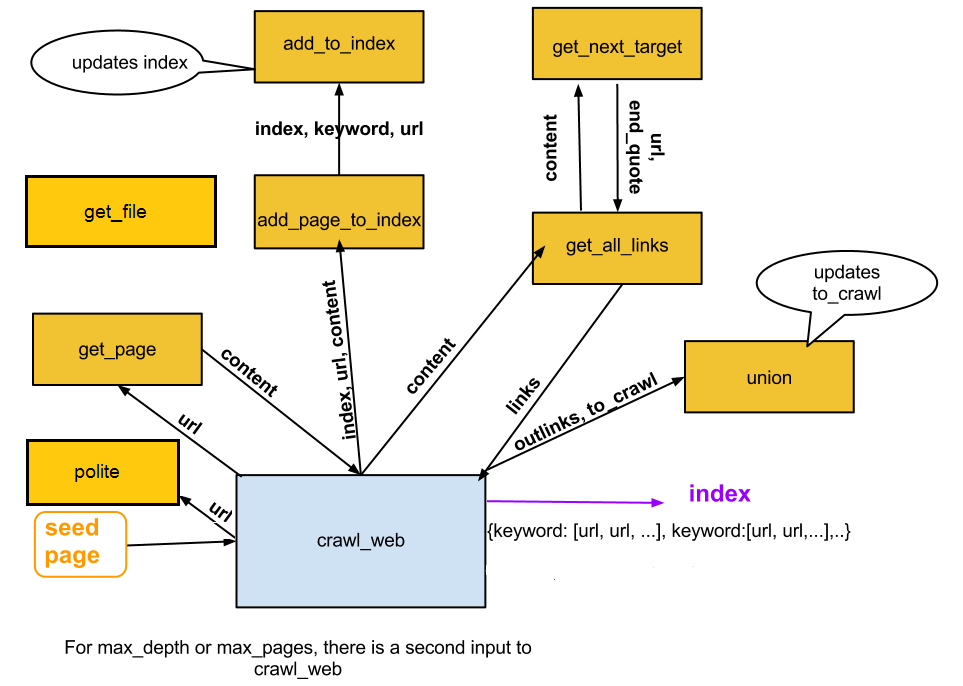 add_to_index
get_next_target
updates index
index, keyword, url
content
url,
end_quote
get_file
add_page_to_index
get_all_links
updates
to_crawl
get_page
content
index, url, content
content
links
union
url
outlinks, to_crawl
polite
url
seed
page
crawl_web
index
{keyword: [url, url, ...], keyword:[url, url,...],..}
For max_depth or max_pages, there is a second input to
crawl_web